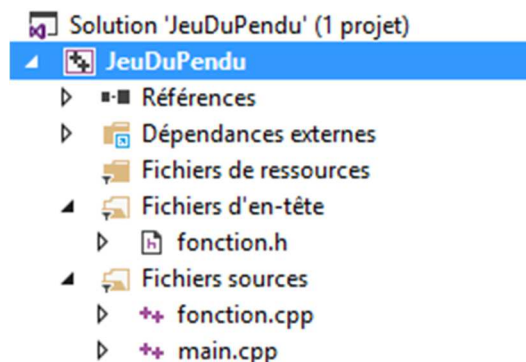 Solution 'JeuDuPendu' (1 projet)
JeuDuPendu
Références
Dépendances externes
Fichiers de ressources
Fichiers d'en-tête
fonction.h
Fichiers sources
fonction.cpp
main.cpp